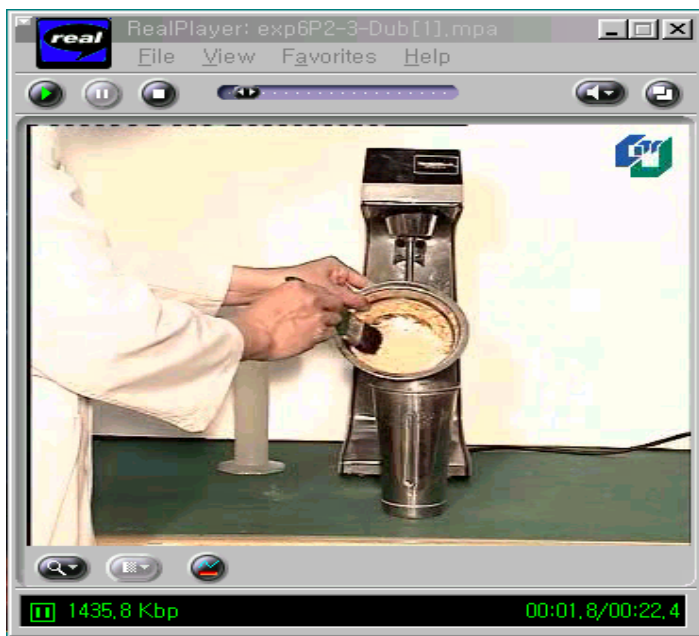 real
RealPlayer: exp6P2-3-Dub[1].mpa
File View Favorites Help
1435.8 Kbp
00:01.8/00:22.4